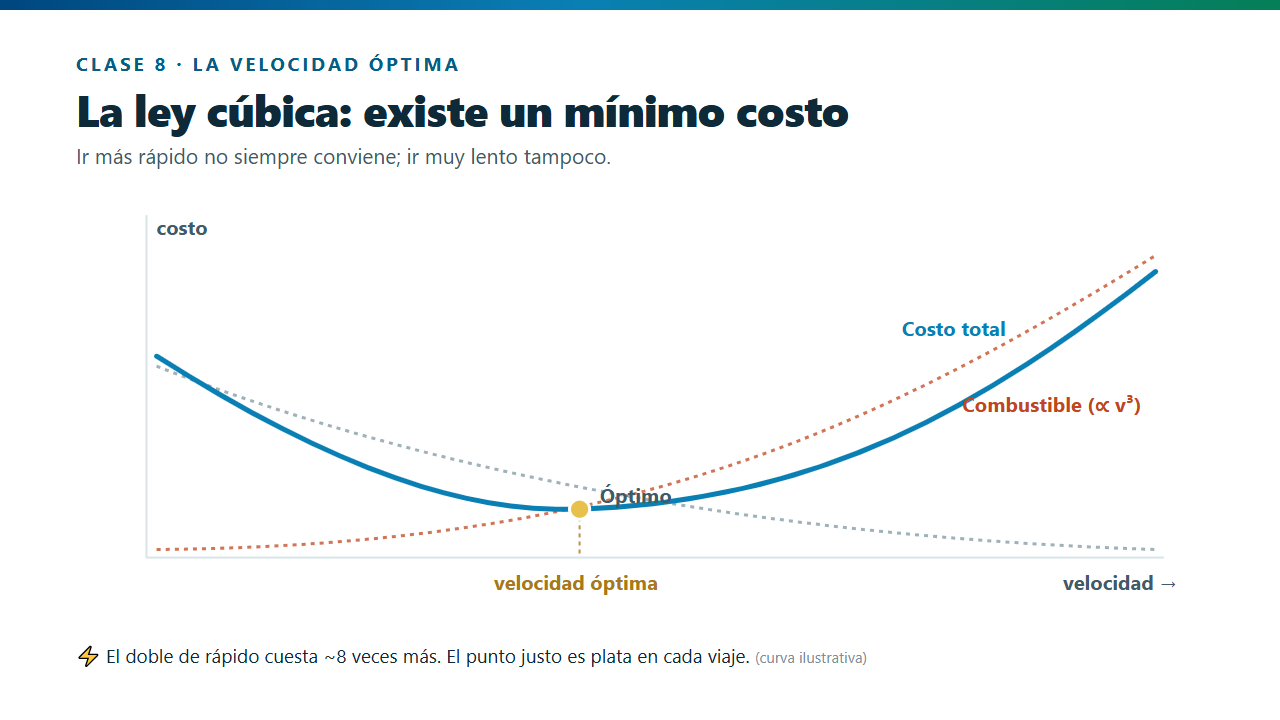 CLASE 8 · LA VELOCIDAD ÓPTIMA
La ley cúbica: existe un mínimo costo
Ir más rápido no siempre conviene; ir muy lento tampoco.
costo
Costo total
Combustible (∝ v³)
Óptimo
velocidad óptima
velocidad →
⚡ El doble de rápido cuesta ~8 veces más. El punto justo es plata en cada viaje. (curva ilustrativa)